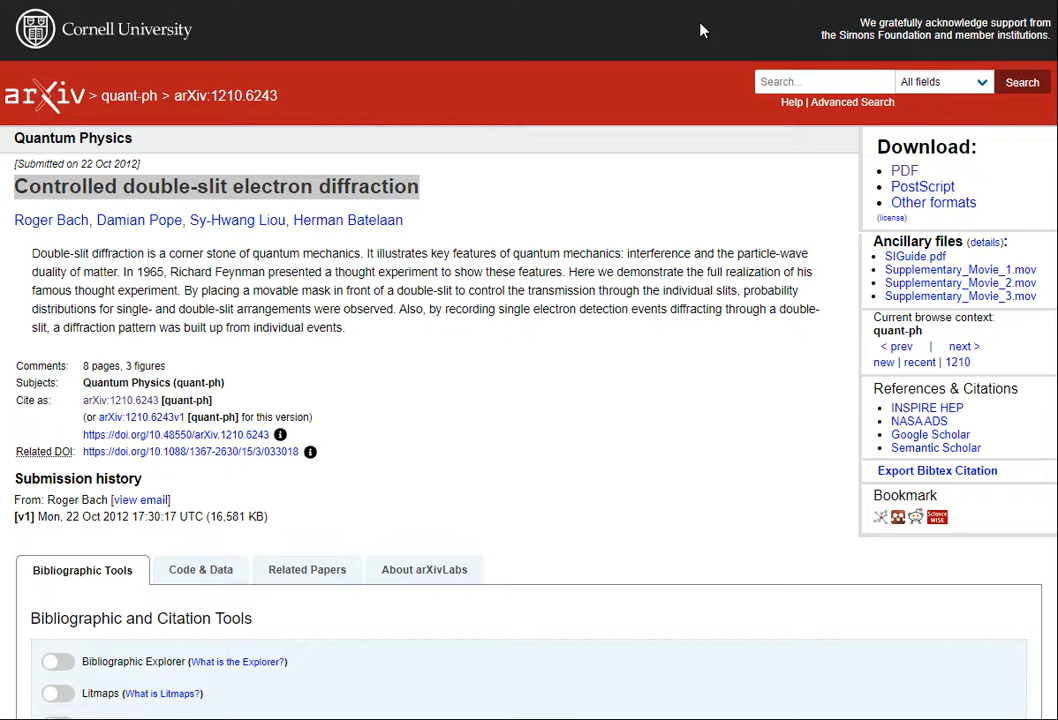 Cornell University
We gratefully acknowledge support from
the Simons Foundation and member institutions.
arXiv > quant-ph > arXiv:1210.6243
Search...
All fields
Search
Help | Advanced Search
Quantum Physics
[Submitted on 22 Oct 2012]
Controlled double-slit electron diffraction
Roger Bach, Damian Pope, Sy-Hwang Liou, Herman Batelaan
Double-slit diffraction is a corner stone of quantum mechanics. It illustrates key features of quantum mechanics: interference and the particle-wave
duality of matter. In 1965, Richard Feynman presented a thought experiment to show these features. Here we demonstrate the full realization of his
famous thought experiment. By placing a movable mask in front of a double-slit to control the transmission through the individual slits, probability
distributions for single- and double-slit arrangements were observed. Also, by recording single electron detection events diffracting through a double-
slit, a diffraction pattern was built up from individual events.
Comments: 8 pages, 3 figures
Subjects: Quantum Physics (quant-ph)
Cite as: arXiv:1210.6243 [quant-ph]
(or arXiv:1210.6243v1 [quant-ph] for this version)
https://doi.org/10.48550/arXiv.1210.6243
Related DOI: https://doi.org/10.1088/1367-2630/15/3/033018
Submission history
From: Roger Bach [view email]
[v1] Mon, 22 Oct 2012 17:30:17 UTC (16,581 KB)
Download:
PDF
PostScript
Other formats
(license)
Ancillary files (details):
SIGuide.pdf
Supplementary_Movie_1.mov
Supplementary_Movie_2.mov
Supplementary_Movie_3.mov
Current browse context:
quant-ph
< prev | next >
new | recent | 1210
References & Citations
INSPIRE HEP
NASA ADS
Google Scholar
Semantic Scholar
Export Bibtex Citation
Bookmark
Science
WISE
Bibliographic Tools
Code & Data
Related Papers
About arXivLabs
Bibliographic and Citation Tools
Bibliographic Explorer (What is the Explorer?)
Litmaps (What is Litmaps?)